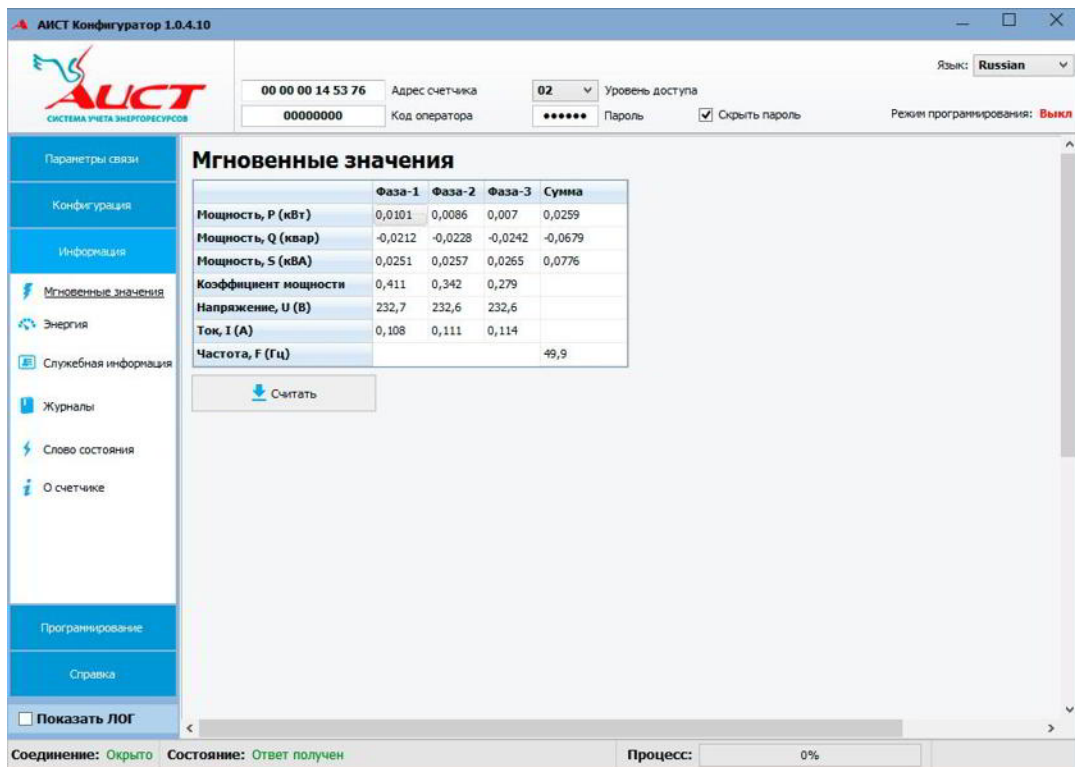 АИСТ Конфигуратор 1.0.4.10
Язык: Russian
АИСТ
СИСТЕМА УЧЕТА ЭНЕРГОРЕСУРСОВ
00 00 00 14 53 76 Адрес счетчика 02 Уровень доступа
00000000 Код оператора •••••• Пароль Скрыть пароль Режим программирования: Выкл
Параметры связи
Конфигурация
Информация
Мгновенные значения
Энергия
Служебная информация
Журналы
Слово состояния
О счетчике
Программирование
Справка
Показать ЛОГ
Мгновенные значения
Фаза-1 Фаза-2 Фаза-3 Сумма
Мощность, P (кВт) 0,0101 0,0086 0,007 0,0259
Мощность, Q (квар) -0,0212 -0,0228 -0,0242 -0,0679
Мощность, S (кВА) 0,0251 0,0257 0,0265 0,0776
Коэффициент мощности 0,411 0,342 0,279
Напряжение, U (В) 232,7 232,6 232,6
Ток, I (А) 0,108 0,111 0,114
Частота, F (Гц) 49,9
Считать
Соединение: Окрыто Состояние: Ответ получен Процесс: 0%